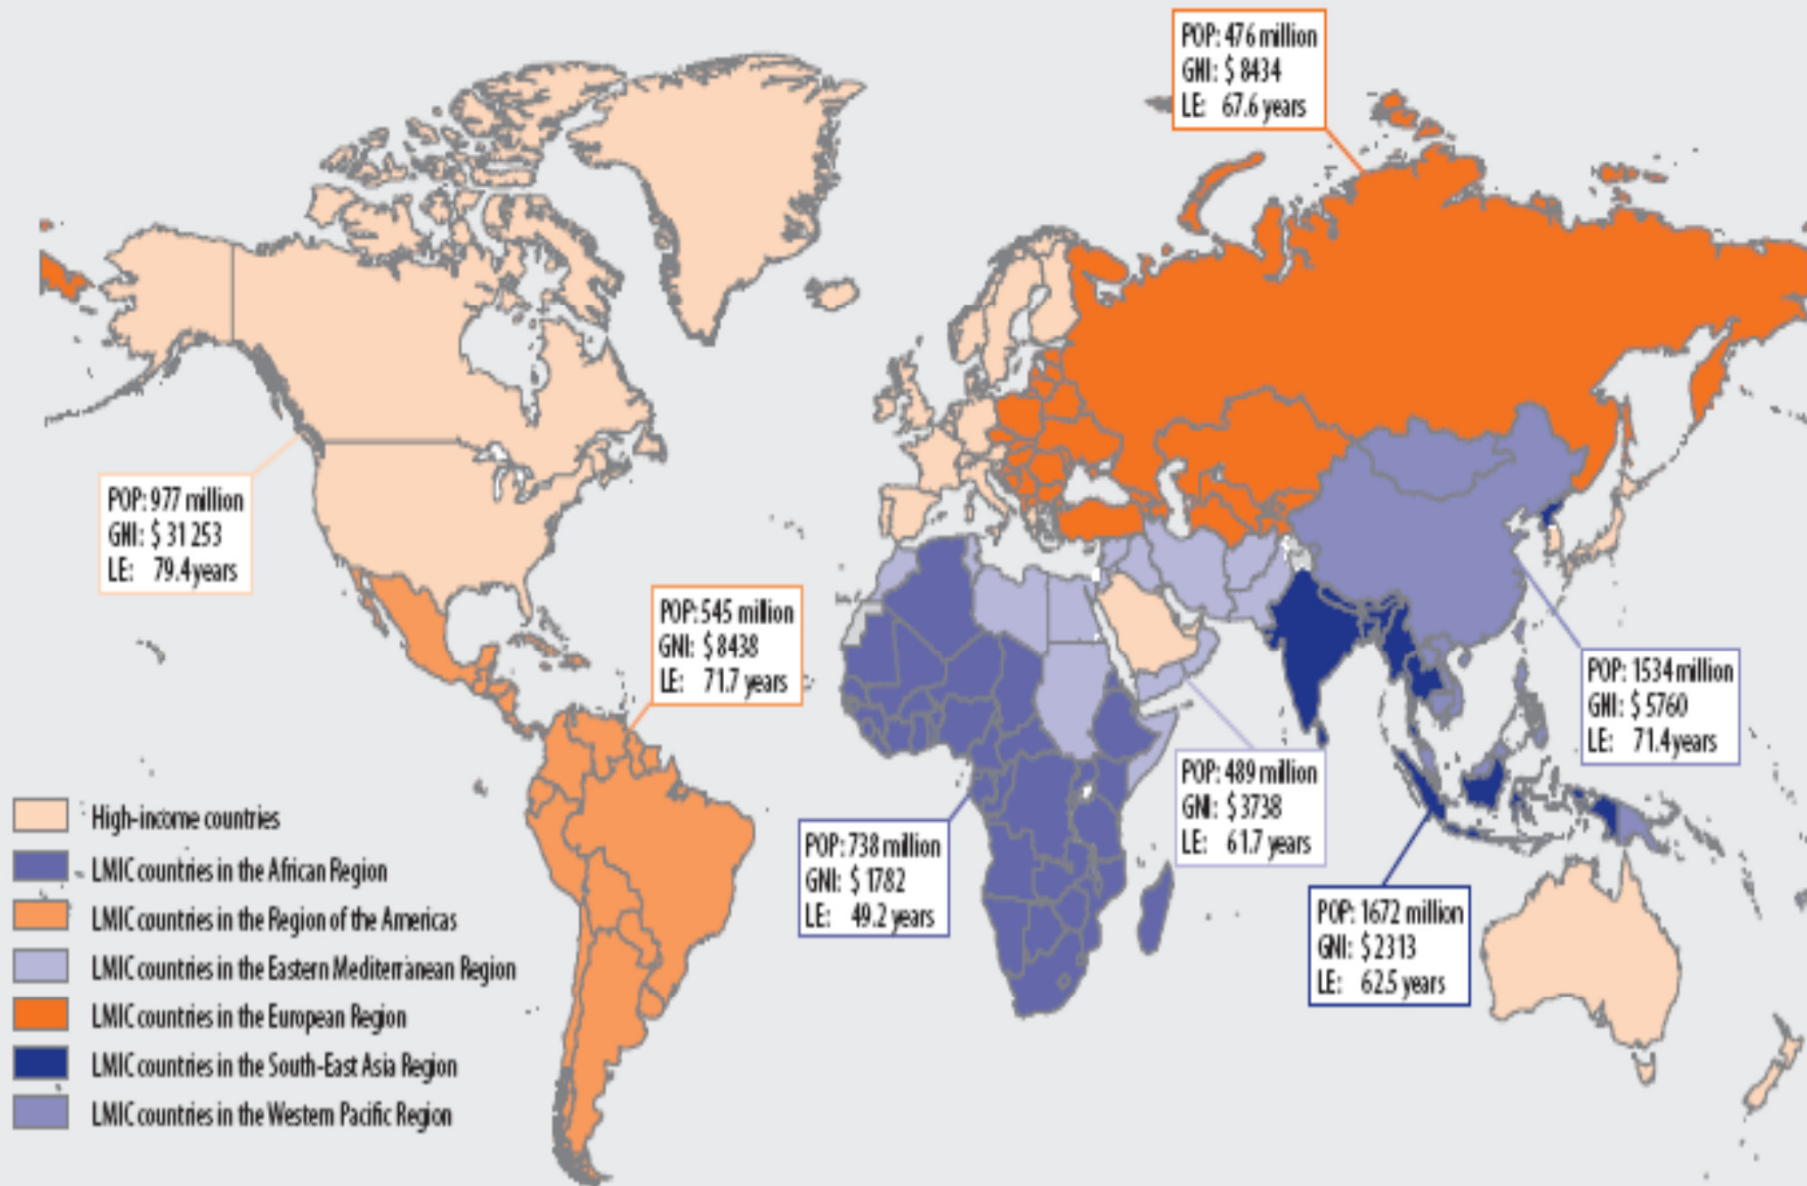 POP: 476 million
GNI: $ 8434
LE: 67.6 years
POP: 977 million
GNI: $ 31 253
LE: 79.4 years
POP: 545 million
GNI: $ 8438
LE: 71.7 years
POP: 1534 million
GNI: $ 5760
LE: 71.4 years
POP: 489 million
GNI: $ 3738
LE: 61.7 years
POP: 738 million
GNI: $ 1782
LE: 49.2 years
POP: 1672 million
GNI: $ 2313
LE: 62.5 years
High-income countries
LMIC countries in the African Region
LMIC countries in the Region of the Americas
LMIC countries in the Eastern Mediterranean Region
LMIC countries in the European Region
LMIC countries in the South-East Asia Region
LMIC countries in the Western Pacific Region